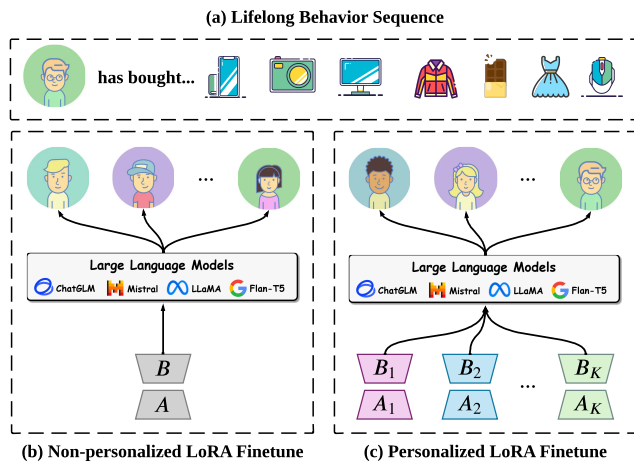 (a) Lifelong Behavior Sequence
has bought...
...
Large Language Models
ChatGLM Mistral LLaMA Flan-T5
B
A
(b) Non-personalized LoRA Finetune
...
Large Language Models
ChatGLM Mistral LLaMA Flan-T5
B1 B2 ... BK
A1 A2 AK
(c) Personalized LoRA Finetune